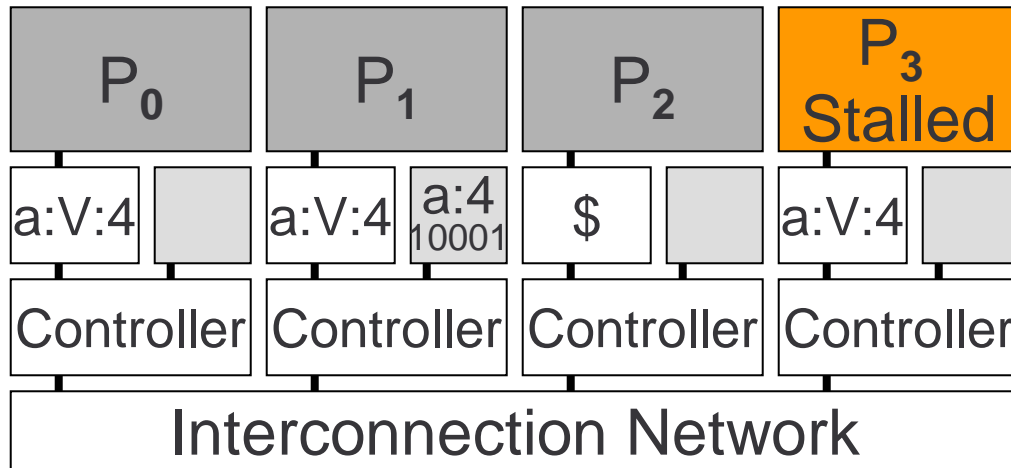 P0
P1
P2
P3
Stalled
a:V:4
a:V:4
a:4
10001
$
a:V:4
Controller
Controller
Controller
Controller
Interconnection Network